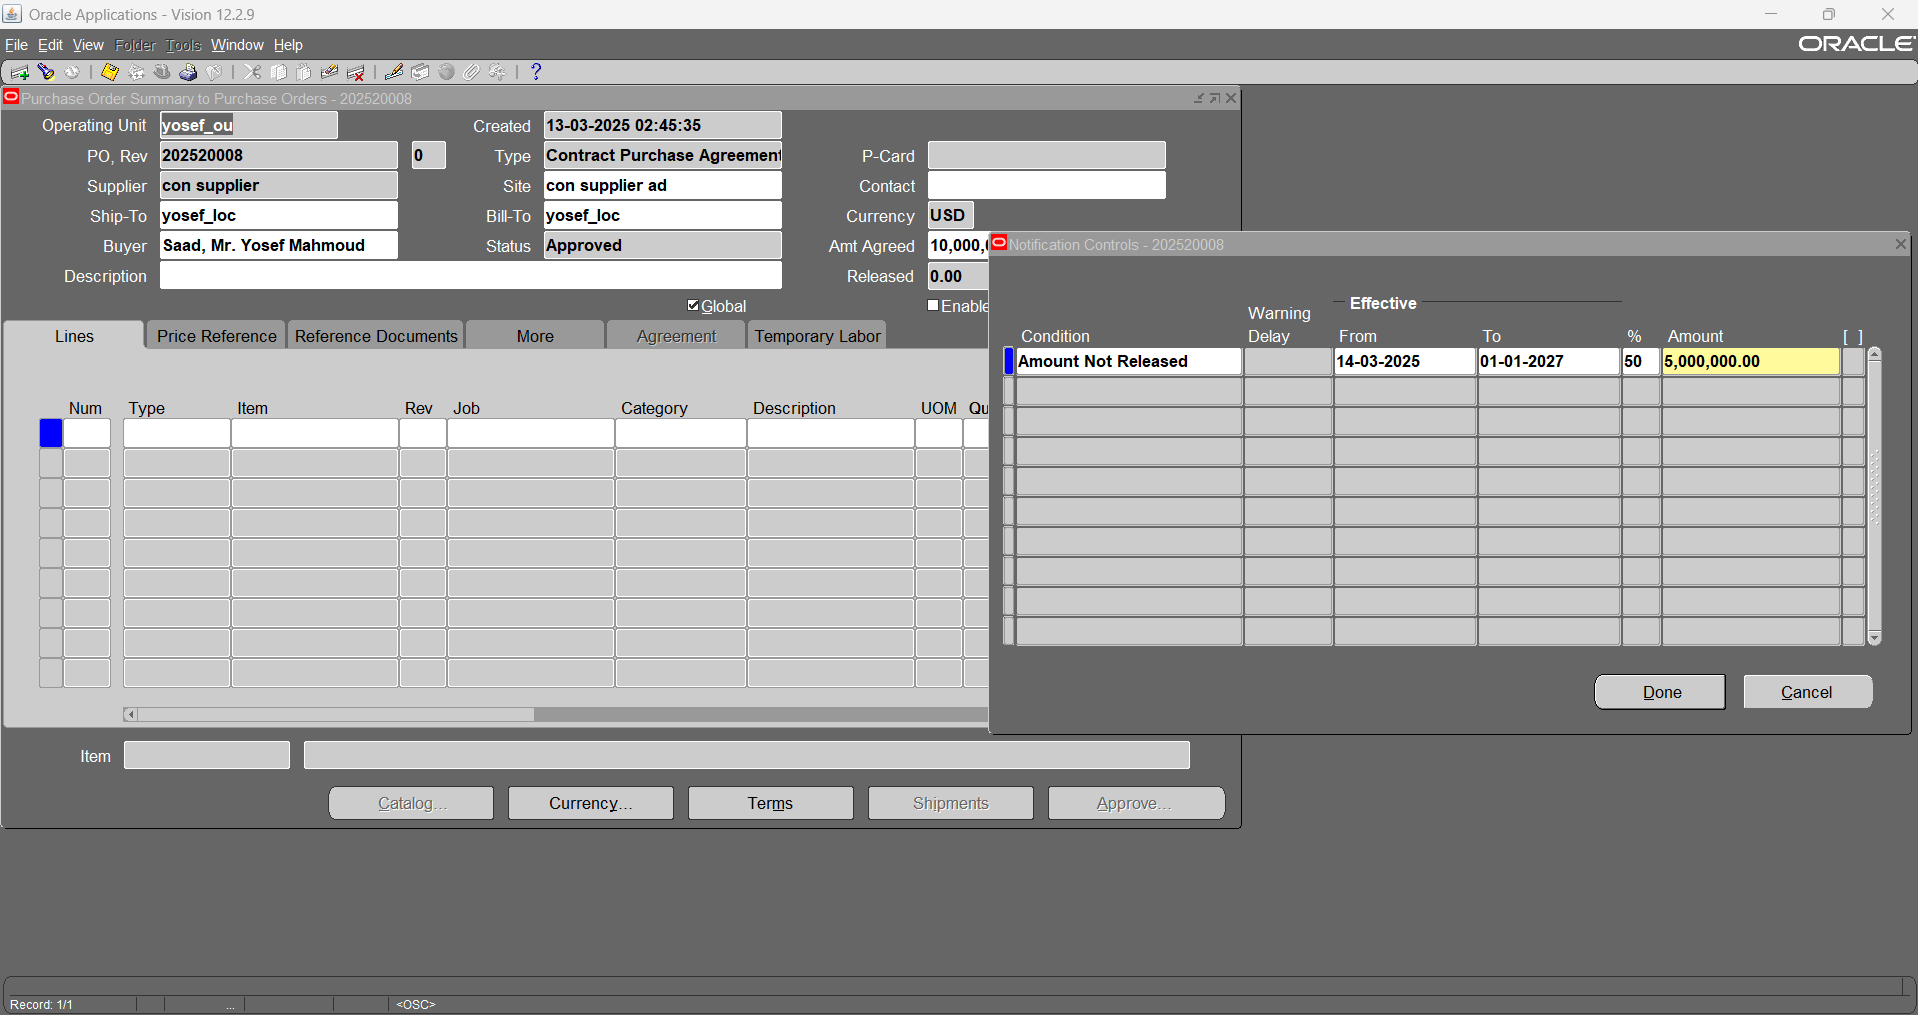 Oracle Applications - Vision 12.2.9
File Edit View Folder Tools Window Help
ORACLE
Purchase Order Summary to Purchase Orders - 202520008
Operating Unit yosef_ou Created 13-03-2025 02:45:35
PO, Rev 202520008 0 Type Contract Purchase Agreement P-Card
Supplier con supplier Site con supplier ad Contact
Ship-To yosef_loc Bill-To yosef_loc Currency USD
Buyer Saad, Mr. Yosef Mahmoud Status Approved Amt Agreed 10,000,
Description Released 0.00
Global Enable
Lines Price Reference Reference Documents More Agreement Temporary Labor
Num Type Item Rev Job Category Description UOM Qu
Item
Catalog... Currency... Terms Shipments Approve...
Notification Controls - 202520008
Effective
Warning
Condition Delay From To % Amount [ ]
Amount Not Released 14-03-2025 01-01-2027 50 5,000,000.00
Done Cancel
Record: 1/1 ... <OSC>